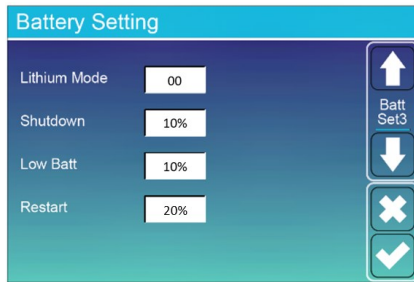 Battery Setting
Lithium Mode 00
Shutdown 10%
Low Batt 10%
Restart 20%
Batt
Set3